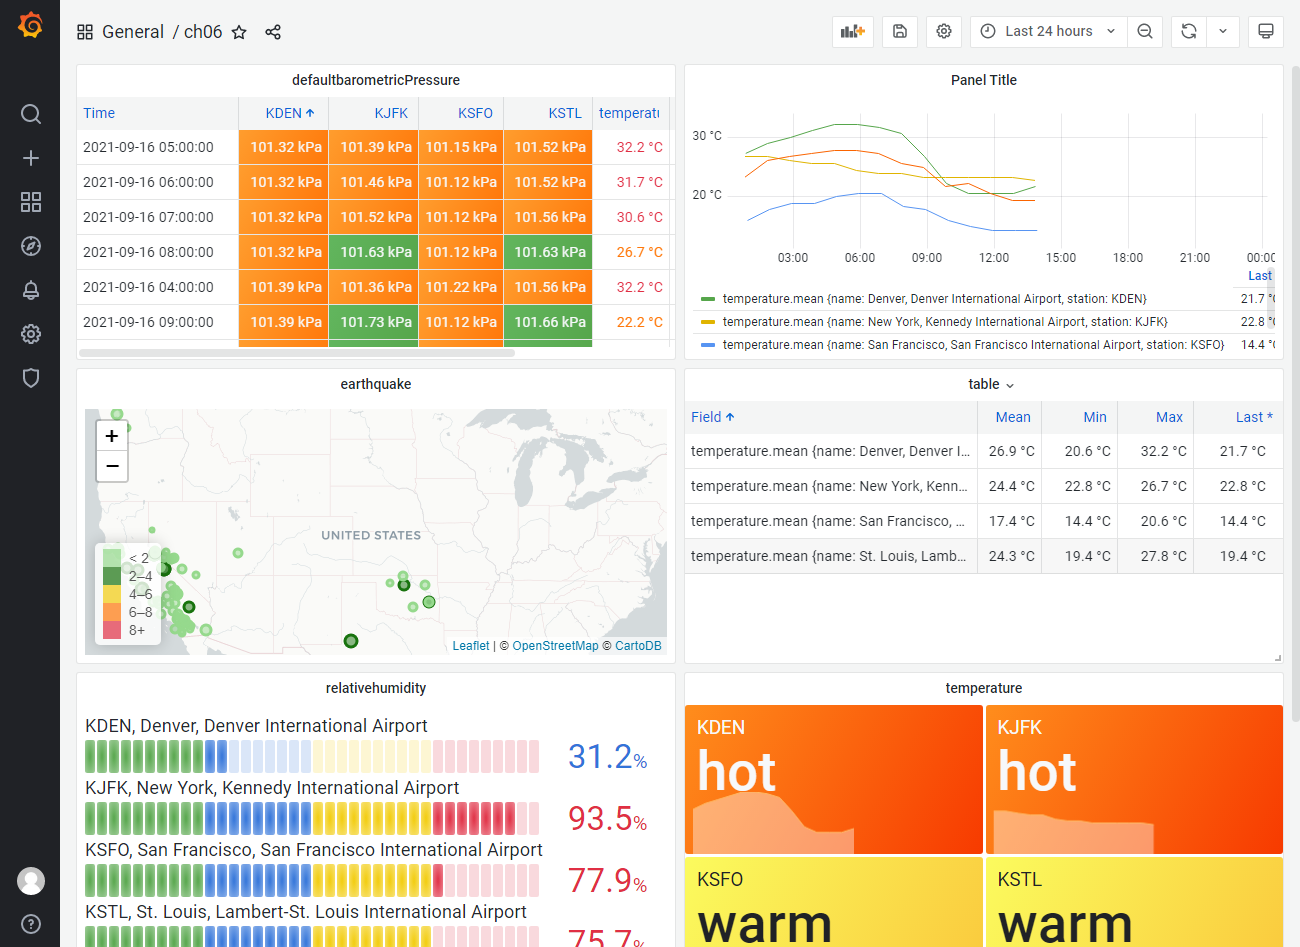 General / ch06
Last 24 hours
defaultbarometricPressure
Time KDEN KJFK KSFO KSTL temperatu
2021-09-16 05:00:00 101.32 kPa 101.39 kPa 101.15 kPa 101.52 kPa 32.2 °C
2021-09-16 06:00:00 101.32 kPa 101.46 kPa 101.12 kPa 101.52 kPa 31.7 °C
2021-09-16 07:00:00 101.32 kPa 101.52 kPa 101.12 kPa 101.56 kPa 30.6 °C
2021-09-16 08:00:00 101.32 kPa 101.63 kPa 101.12 kPa 101.63 kPa 26.7 °C
2021-09-16 04:00:00 101.39 kPa 101.36 kPa 101.22 kPa 101.56 kPa 32.2 °C
2021-09-16 09:00:00 101.39 kPa 101.73 kPa 101.12 kPa 101.66 kPa 22.2 °C
Panel Title
30 °C
20 °C
03:00 06:00 09:00 12:00 15:00 18:00 21:00 00:00
Last
temperature.mean {name: Denver, Denver International Airport, station: KDEN} 21.7 °C
temperature.mean {name: New York, Kennedy International Airport, station: KJFK} 22.8 °C
temperature.mean {name: San Francisco, San Francisco International Airport, station: KSFO} 14.4 °C
earthquake
+
−
UNITED STATES
< 2
2–4
4–6
6–8
8+
Leaflet | © OpenStreetMap © CartoDB
table
Field Mean Min Max Last *
temperature.mean {name: Denver, Denver I... 26.9 °C 20.6 °C 32.2 °C 21.7 °C
temperature.mean {name: New York, Kenn... 24.4 °C 22.8 °C 26.7 °C 22.8 °C
temperature.mean {name: San Francisco, ... 17.4 °C 14.4 °C 20.6 °C 14.4 °C
temperature.mean {name: St. Louis, Lamb... 24.3 °C 19.4 °C 27.8 °C 19.4 °C
relativehumidity
KDEN, Denver, Denver International Airport
31.2%
KJFK, New York, Kennedy International Airport
93.5%
KSFO, San Francisco, San Francisco International Airport
77.9%
KSTL, St. Louis, Lambert-St. Louis International Airport
75.7%
temperature
KDEN
hot
KJFK
hot
KSFO
warm
KSTL
warm